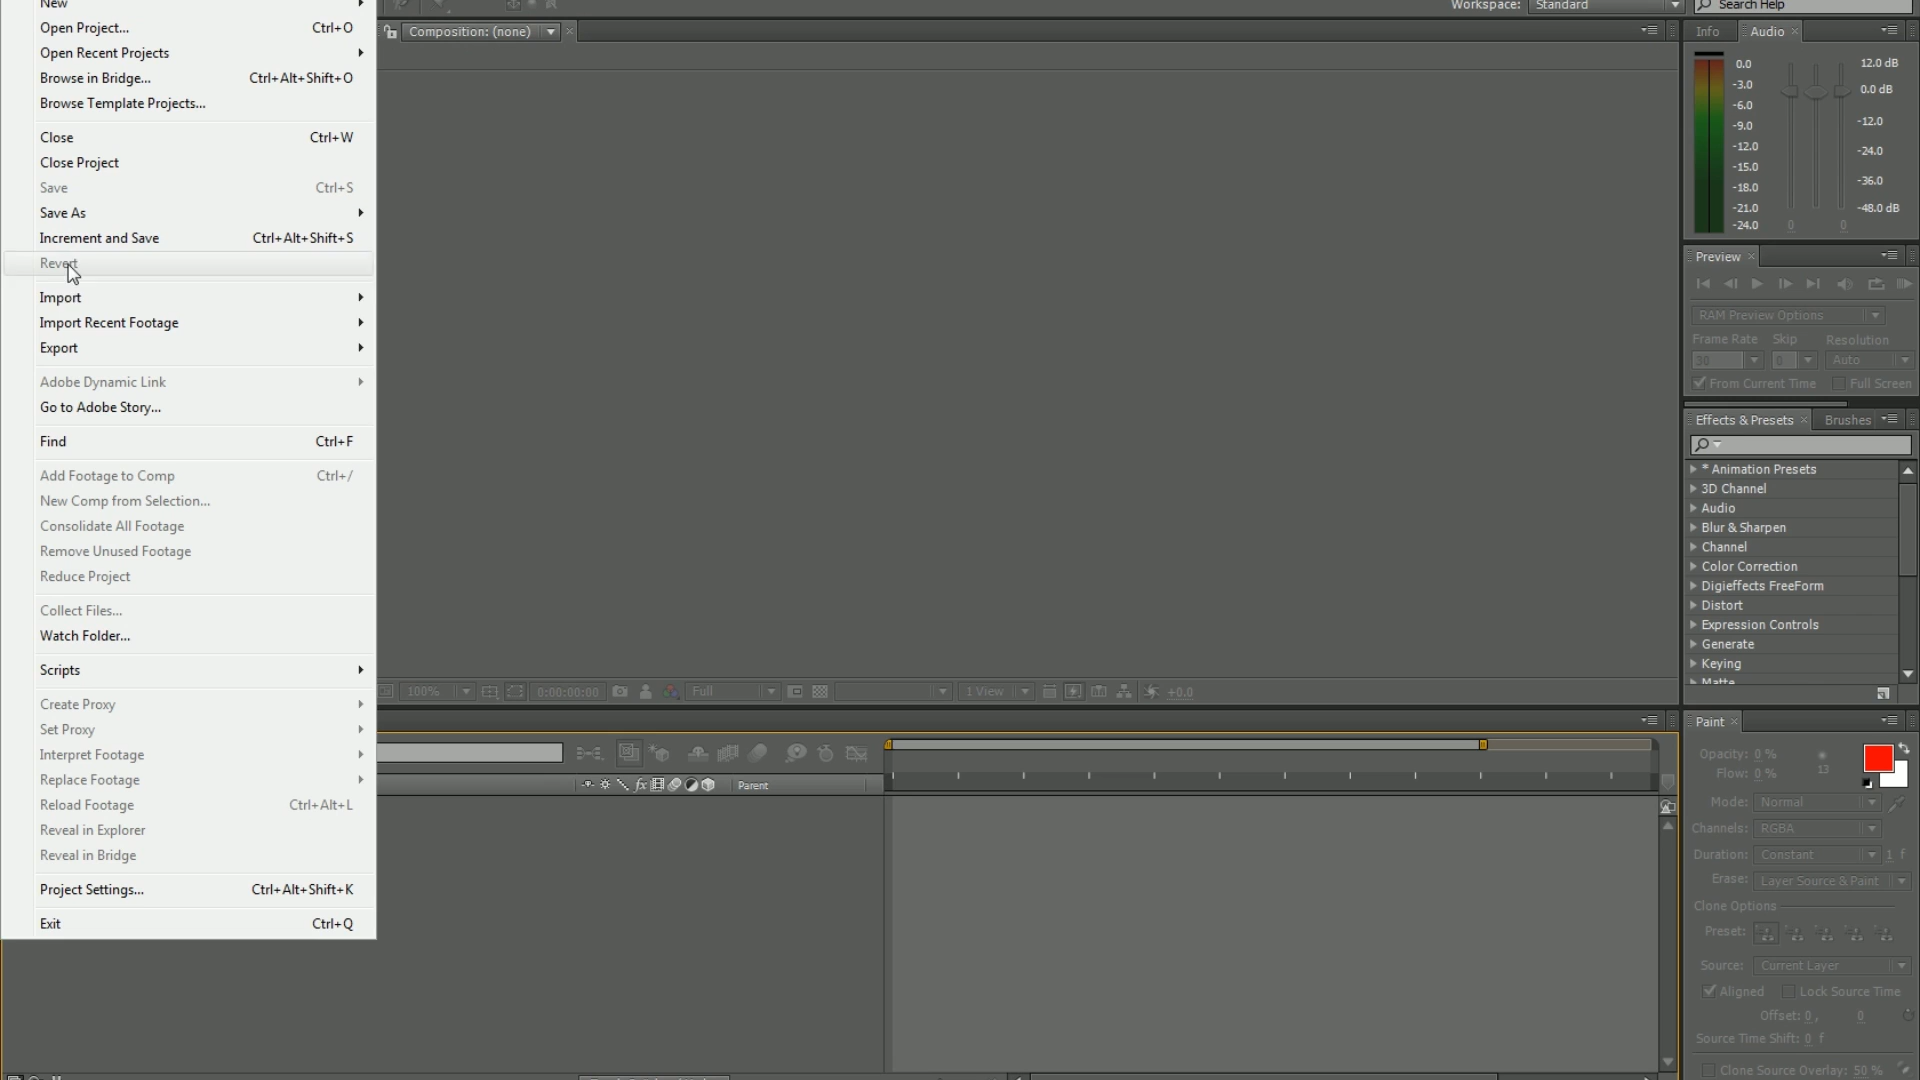 New
Open Project... Ctrl+O
Open Recent Projects
Browse in Bridge... Ctrl+Alt+Shift+O
Browse Template Projects...
Close Ctrl+W
Close Project
Save Ctrl+S
Save As
Increment and Save Ctrl+Alt+Shift+S
Revert
Import
Import Recent Footage
Export
Adobe Dynamic Link
Go to Adobe Story...
Find Ctrl+F
Add Footage to Comp Ctrl+/
New Comp from Selection...
Consolidate All Footage
Remove Unused Footage
Reduce Project
Collect Files...
Watch Folder...
Scripts
Create Proxy
Set Proxy
Interpret Footage
Replace Footage
Reload Footage Ctrl+Alt+L
Reveal in Explorer
Reveal in Bridge
Project Settings... Ctrl+Alt+Shift+K
Exit Ctrl+Q
Workspace: Standard
Search Help
Composition: (none)
100% 0:00:00:00 Full 1 View +0.0
Parent
Info Audio
0.0 12.0 dB
-3.0 0.0 dB
-6.0
-9.0 -12.0
-12.0 -24.0
-15.0
-18.0 -36.0
-21.0 -48.0 dB
-24.0 0 0
Preview
RAM Preview Options
Frame Rate Skip Resolution
30 0 Auto
From Current Time Full Screen
Effects & Presets Brushes
* Animation Presets
3D Channel
Audio
Blur & Sharpen
Channel
Color Correction
Digieffects FreeForm
Distort
Expression Controls
Generate
Keying
Matte
Paint
Opacity: 0 %
Flow: 0 % 13
Mode: Normal
Channels: RGBA
Duration: Constant 1 f
Erase: Layer Source & Paint
Clone Options
Preset:
Source: Current Layer
Aligned Lock Source Time
Offset: 0, 0
Source Time Shift: 0 f
Clone Source Overlay: 50 %